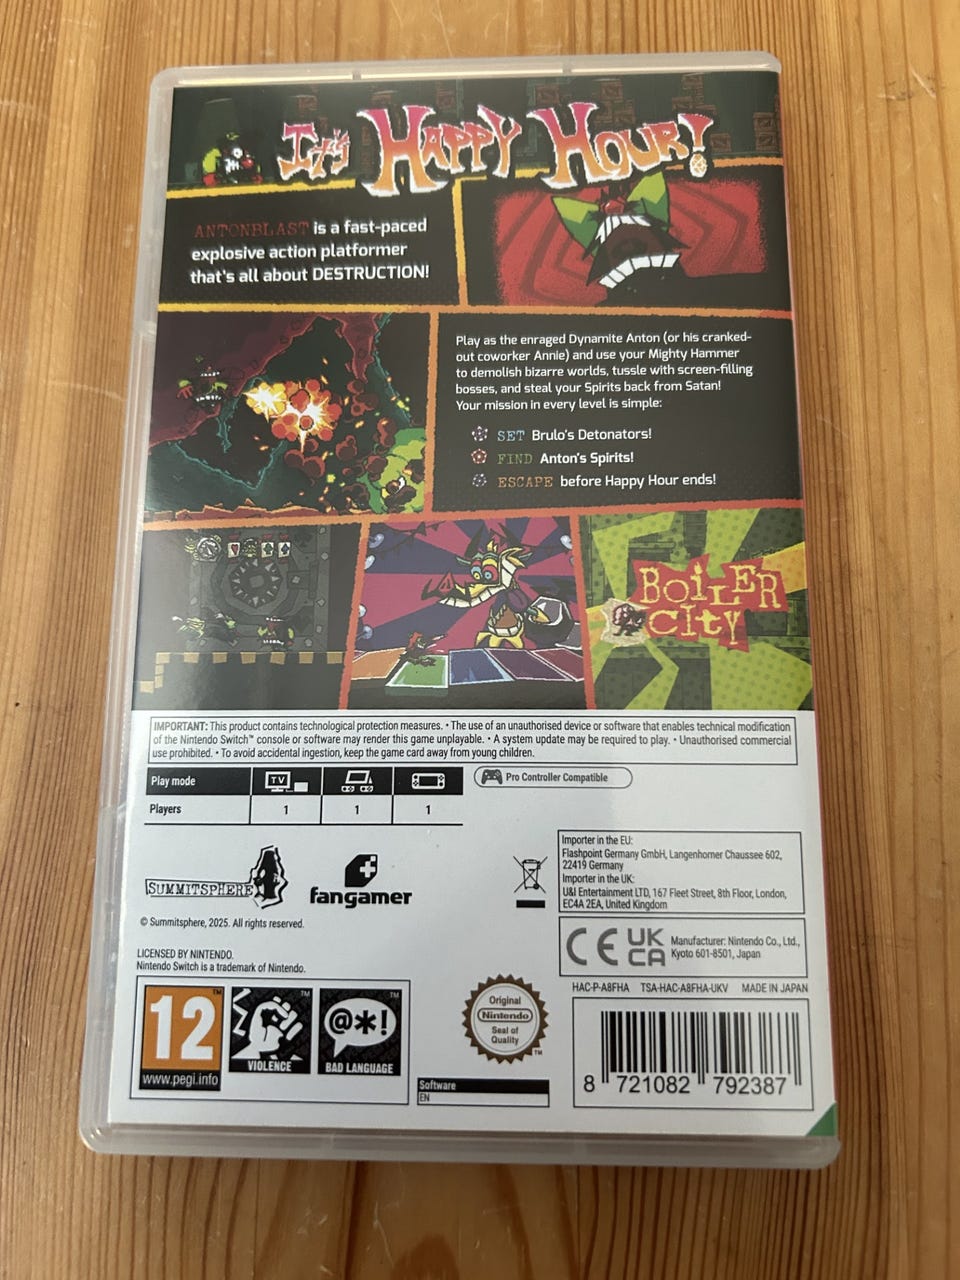 It's Happy Hour!
ANTONBLAST is a fast-paced
explosive action platformer
that's all about DESTRUCTION!
Play as the enraged Dynamite Anton (or his cranked-
out coworker Annie) and use your Mighty Hammer
to demolish bizarre worlds, tussle with screen-filling
bosses, and steal your Spirits back from Satan!
Your mission in every level is simple:
SET Brulo's Detonators!
FIND Anton's Spirits!
ESCAPE before Happy Hour ends!
BOILER
CITY
IMPORTANT: This product contains technological protection measures. • The use of an unauthorised device or software that enables technical modification
of the Nintendo Switch™ console or software may render this game unplayable. • A system update may be required to play. • Unauthorised commercial
use prohibited. • To avoid accidental ingestion, keep the game card away from young children.
Play mode TV
Players 1 1 1
Pro Controller Compatible
SUMMITSPHERE
fangamer
© Summitsphere, 2025. All rights reserved.
LICENSED BY NINTENDO.
Nintendo Switch is a trademark of Nintendo.
Importer in the EU:
Flashpoint Germany GmbH, Langenhorner Chaussee 602,
22419 Germany
Importer in the UK:
U&I Entertainment LTD, 167 Fleet Street, 8th Floor, London,
EC4A 2EA, United Kingdom
CE UK
CA
Manufacturer: Nintendo Co., Ltd.,
Kyoto 601-8501, Japan
HAC-P-A8FHA TSA-HAC-A8FHA-UKV MADE IN JAPAN
12™
www.pegi.info
™
VIOLENCE
™
@*!
BAD LANGUAGE
Original
Nintendo
Seal of
Quality
™
Software
EN
8 721082 792387